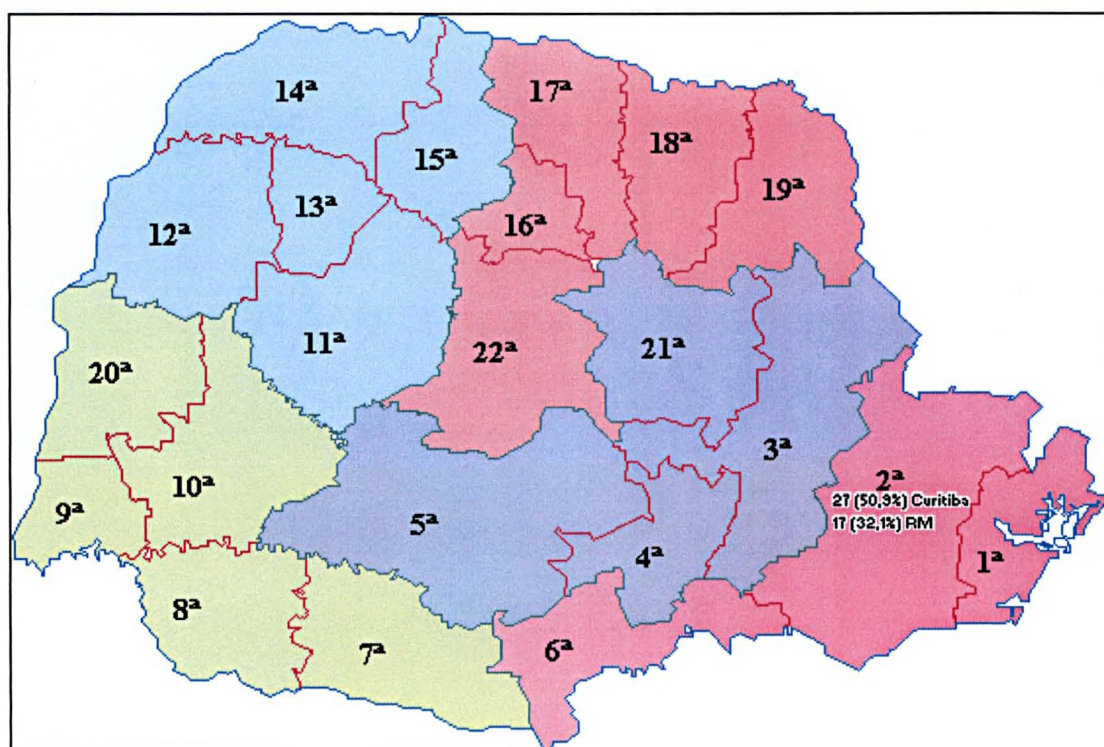 14ª
17ª
15ª
18ª
19ª
13ª
16ª
12ª
11ª
22ª
21ª
20ª
3ª
2ª
27 (50,9%) Curitiba
17 (32,1%) RM
10ª
9ª
5ª
4ª
1ª
8ª
7ª
6ª